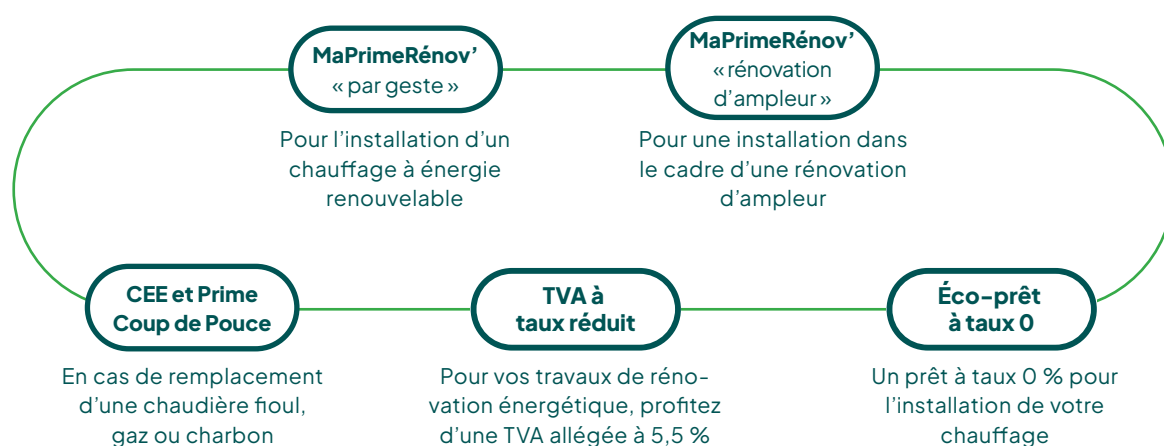 MaPrimeRénov’
« par geste »
Pour l’installation d’un
chauffage à énergie
renouvelable
MaPrimeRénov’
« rénovation
d’ampleur »
Pour une installation dans
le cadre d’une rénovation
d’ampleur
CEE et Prime
Coup de Pouce
En cas de remplacement
d’une chaudière fioul,
gaz ou charbon
TVA à
taux réduit
Pour vos travaux de réno-
vation énergétique, profitez
d’une TVA allégée à 5,5 %
Éco-prêt
à taux 0
Un prêt à taux 0 % pour
l’installation de votre
chauffage